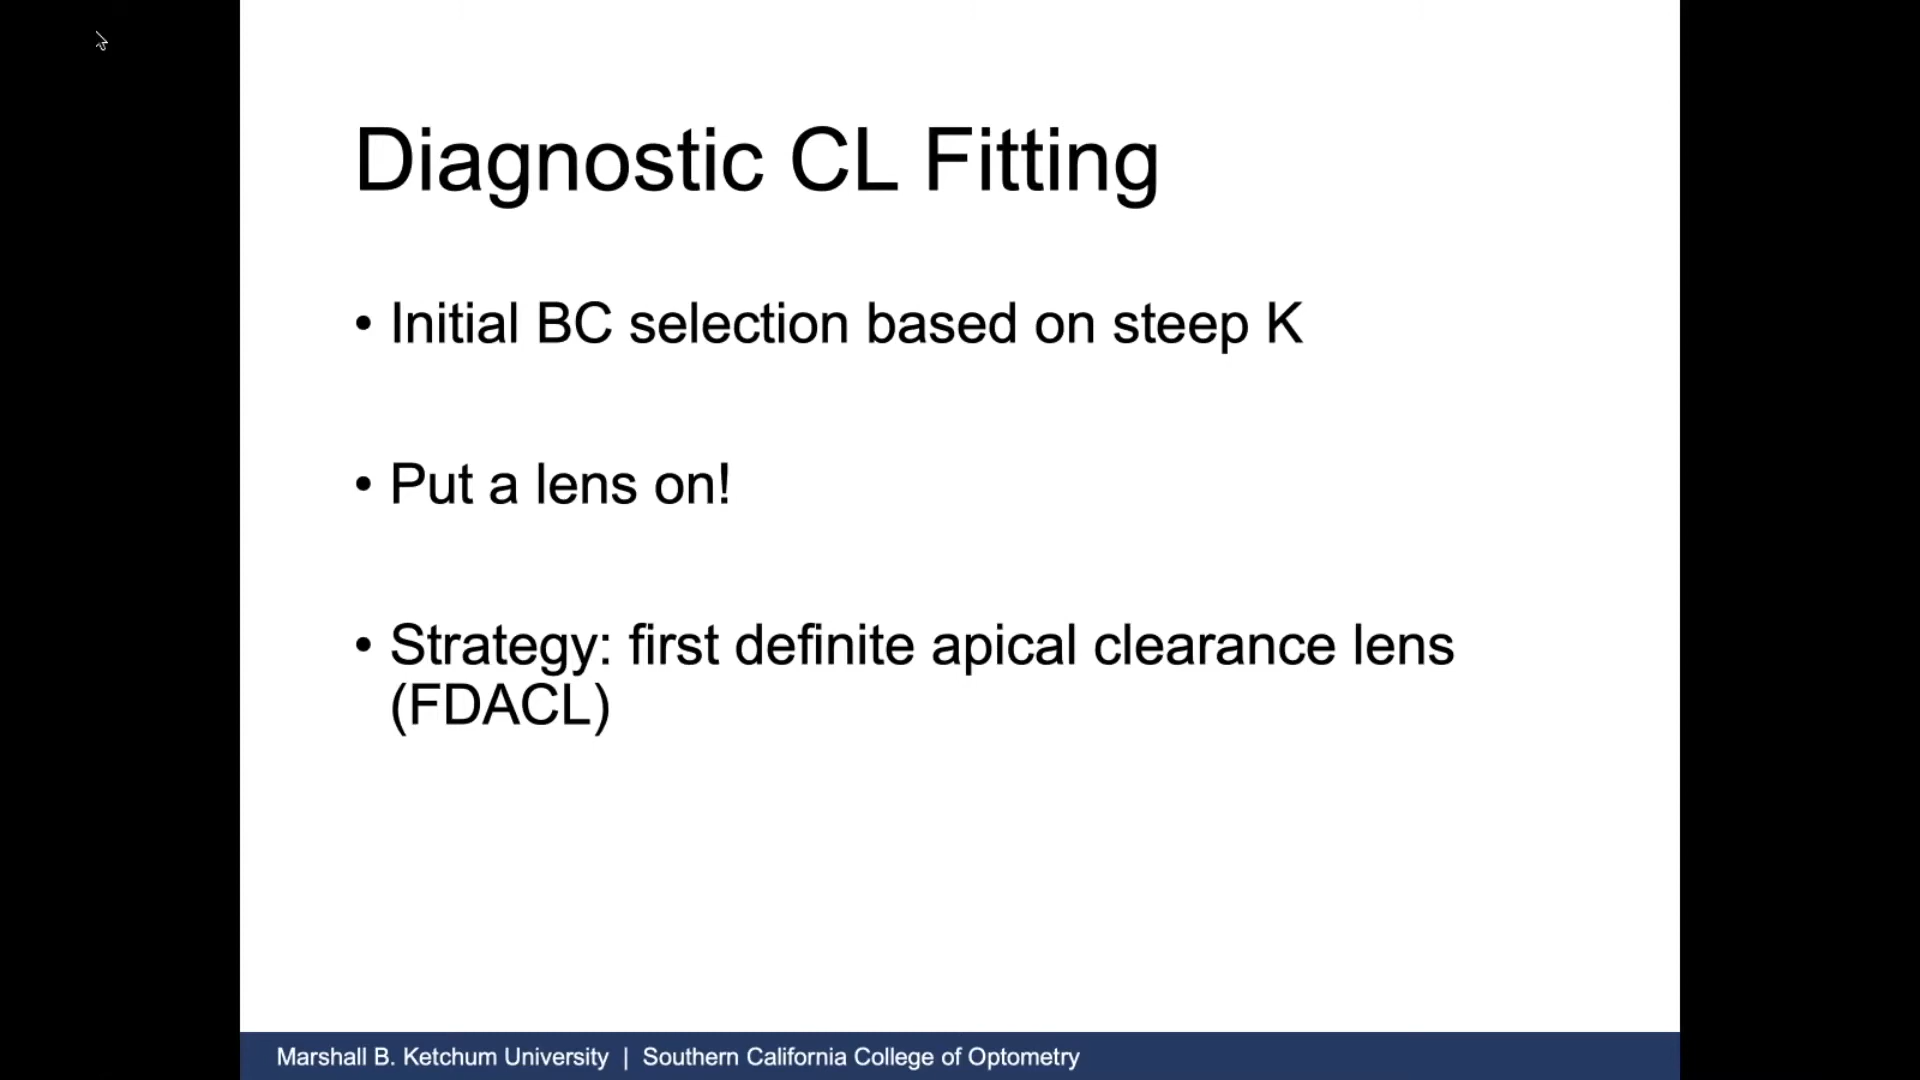 Diagnostic CL Fitting
• Initial BC selection based on steep K
• Put a lens on!
• Strategy: first definite apical clearance lens
(FDACL)
Marshall B. Ketchum University | Southern California College of Optometry